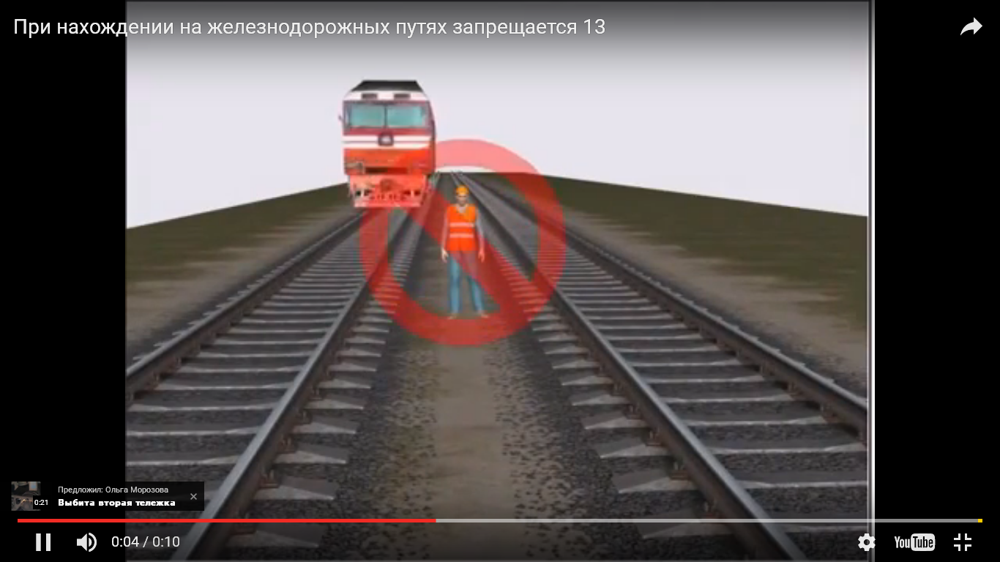 При нахождении на железнодорожных путях запрещается 13
0:21
Предложил: Ольга Морозова
Выбита вторая тележка
0:04 / 0:10
YouTube